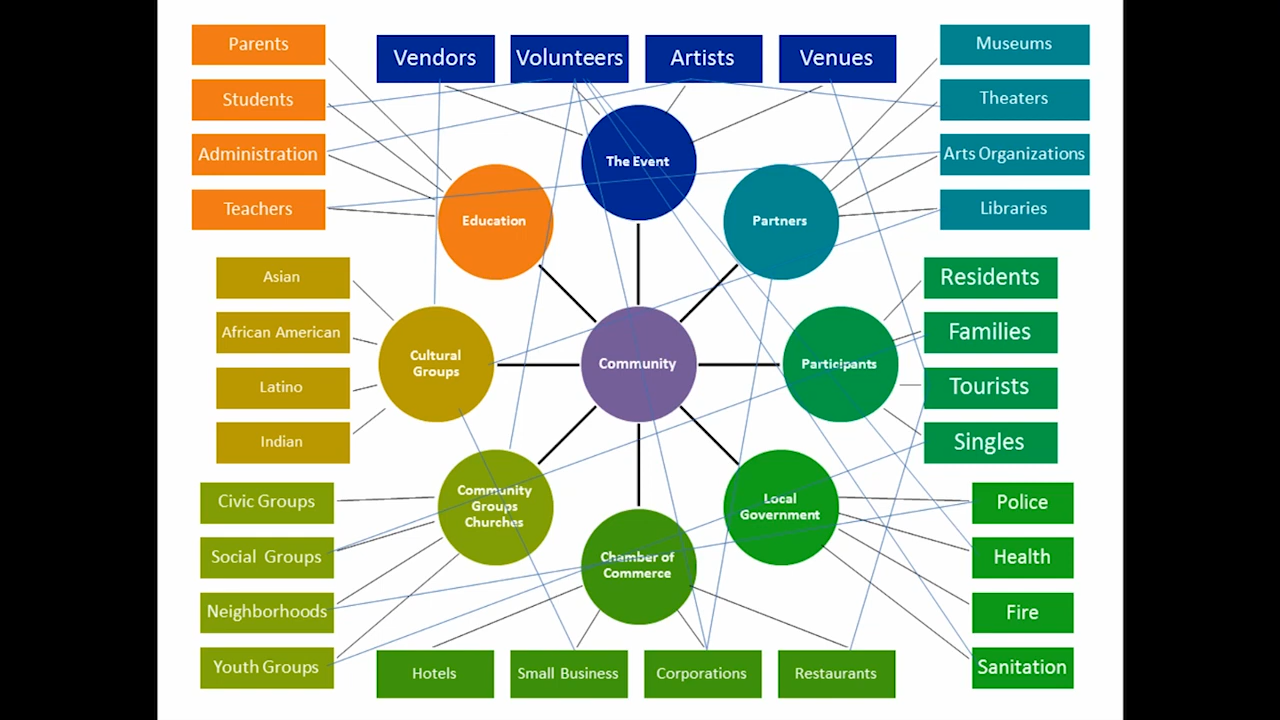 Parents
Students
Administration
Teachers
Vendors
Volunteers
Artists
Venues
Museums
Theaters
Arts Organizations
Libraries
The Event
Education
Partners
Asian
African American
Latino
Indian
Cultural
Groups
Community
Participants
Residents
Families
Tourists
Singles
Civic Groups
Social Groups
Neighborhoods
Youth Groups
Community
Groups
Churches
Chamber of
Commerce
Local
Government
Police
Health
Fire
Sanitation
Hotels
Small Business
Corporations
Restaurants